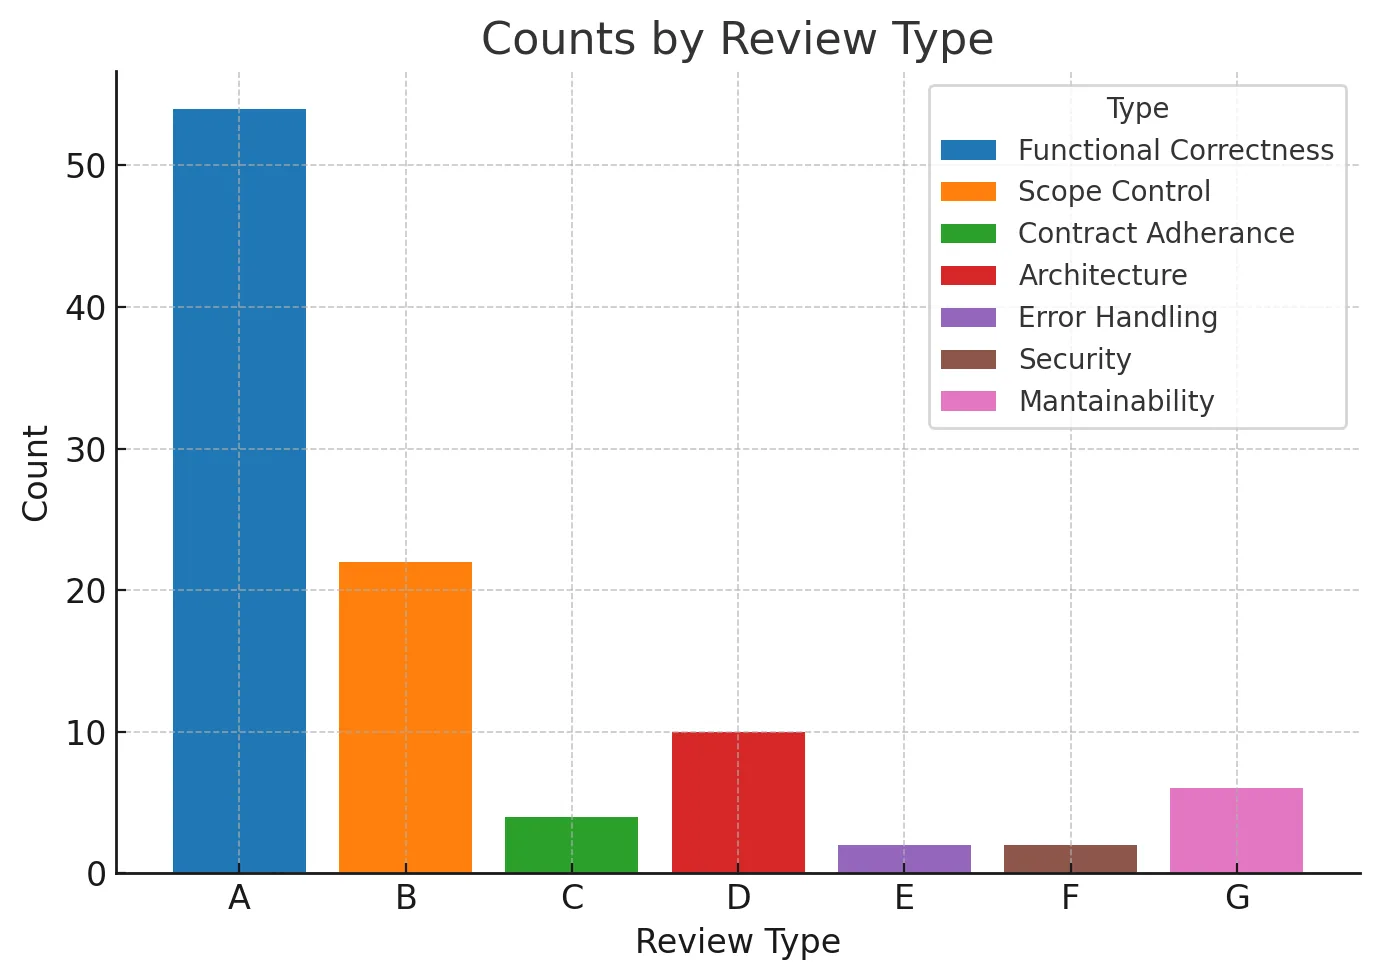 Counts by Review Type
Type
Functional Correctness
Scope Control
Contract Adherance
Architecture
Error Handling
Security
Mantainability
Count
50
40
30
20
10
0
A B C D E F G
Review Type